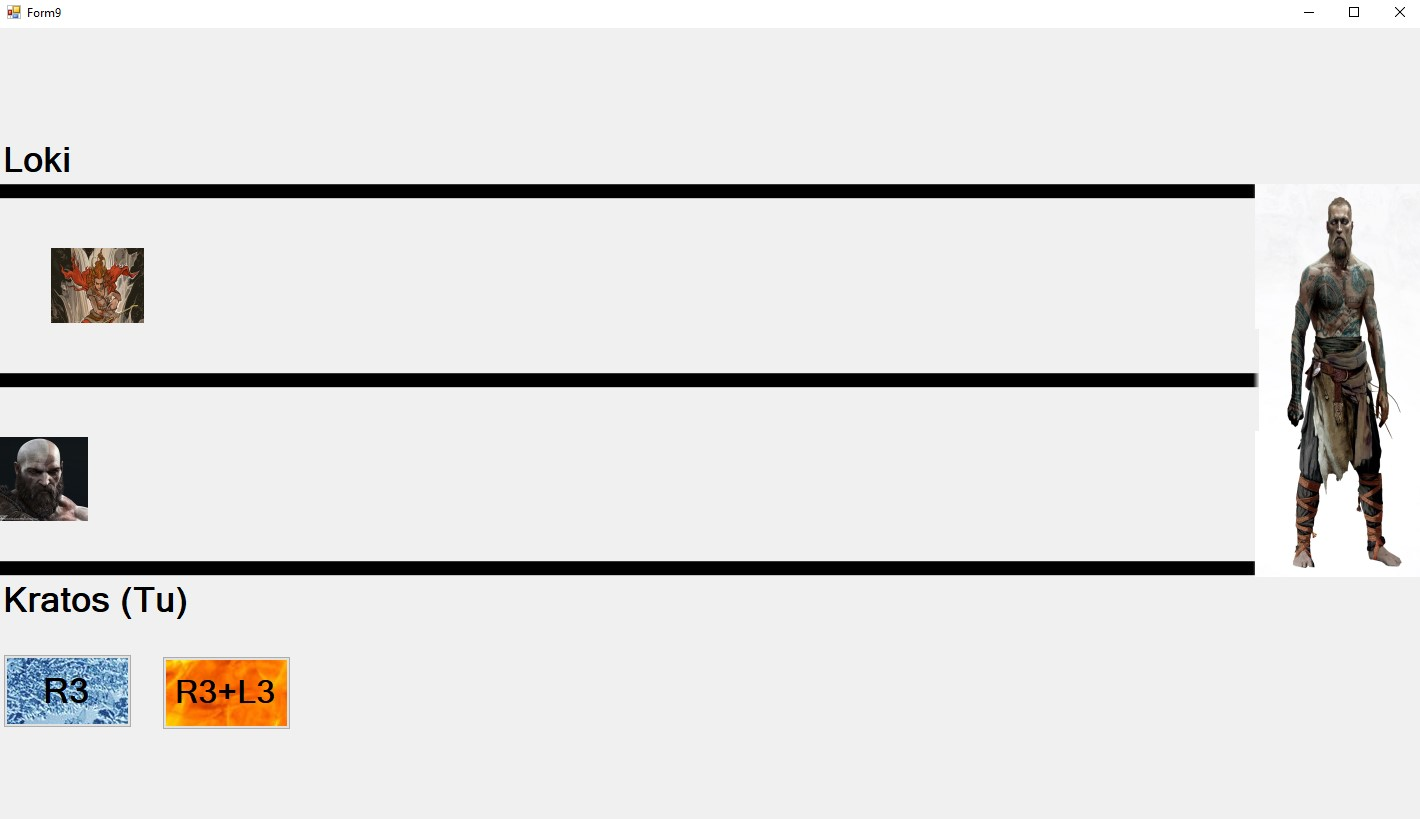 Form9
Loki
Kratos (Tu)
R3
R3+L3